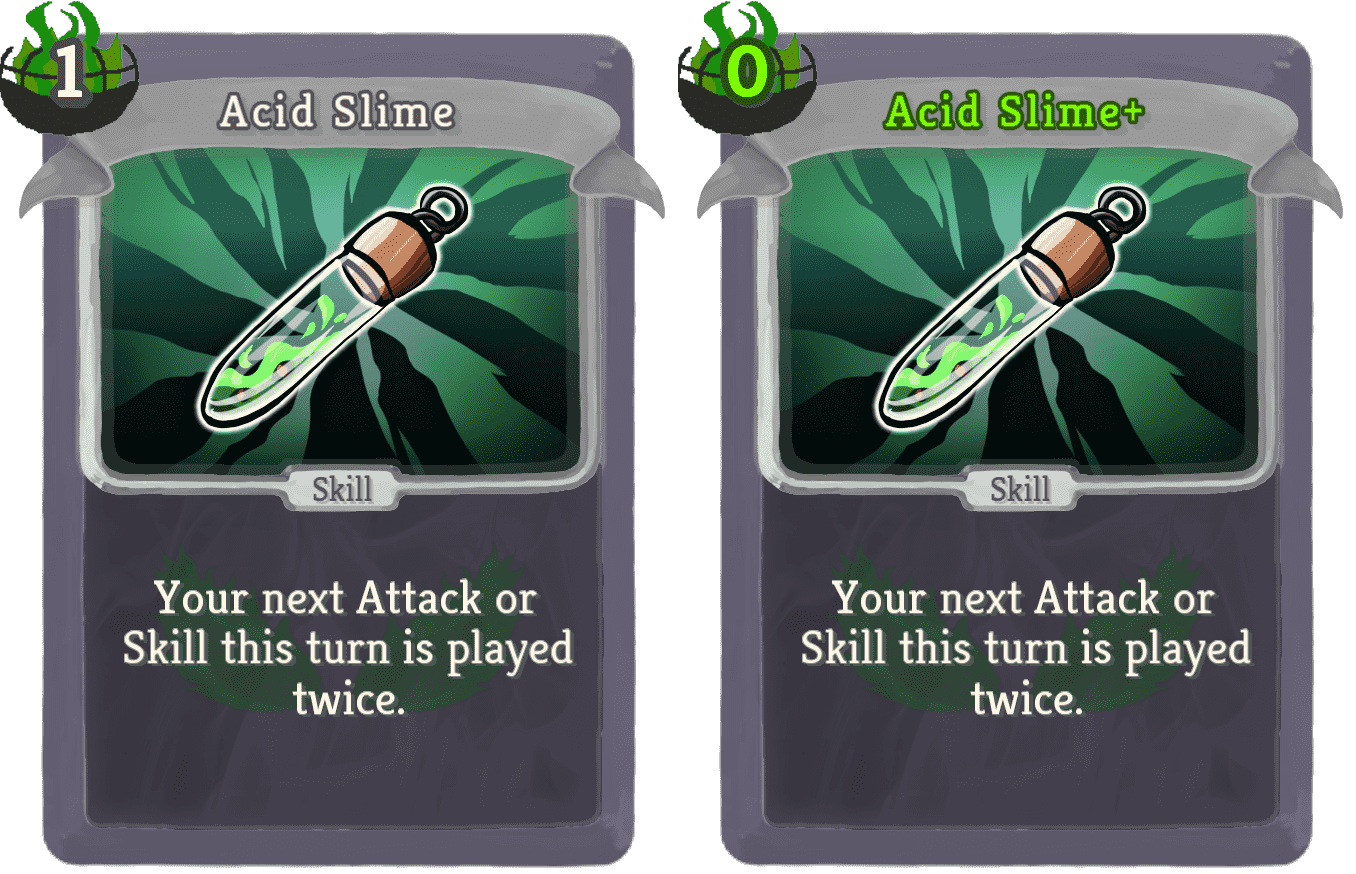 1
Acid Slime
Skill
Your next Attack or
Skill this turn is played
twice.
0
Acid Slime+
Skill
Your next Attack or
Skill this turn is played
twice.